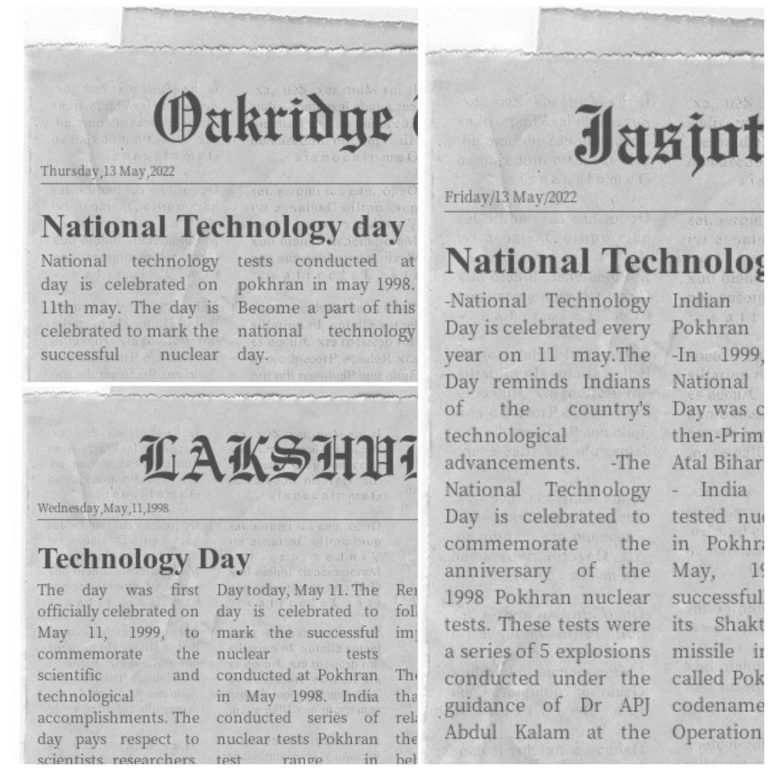 Oakridge
Thursday,13 May,2022
National Technology day
National technology
day is celebrated on
11th may. The day is
celebrated to mark the
successful nuclear
tests conducted at
pokhran in may 1998.
Become a part of this
national technology
day.
LAKSHVI
Wednesday,May,11,1998.
Technology Day
The day was first
officially celebrated on
May 11, 1999, to
commemorate the
scientific and
technological
accomplishments. The
day pays respect to
scientists, researchers,
Day today, May 11. The
day is celebrated to
mark the successful
nuclear tests
conducted at Pokhran
in May 1998. India
conducted series of
nuclear tests Pokhran
test range in
Jasjot
Friday/13 May/2022
National Technolog
-National Technology
Day is celebrated every
year on 11 may.The
Day reminds Indians
of the country's
technological
advancements. -The
National Technology
Day is celebrated to
commemorate the
anniversary of the
1998 Pokhran nuclear
tests. These tests were
a series of 5 explosions
conducted under the
guidance of Dr APJ
Abdul Kalam at the
Indian
Pokhran
-In 1999,
National
Day was c
then-Prim
Atal Bihar
- India
tested nu
in Pokhr
May, 19
successful
its Shakt
missile i
called Pok
codename
Operation